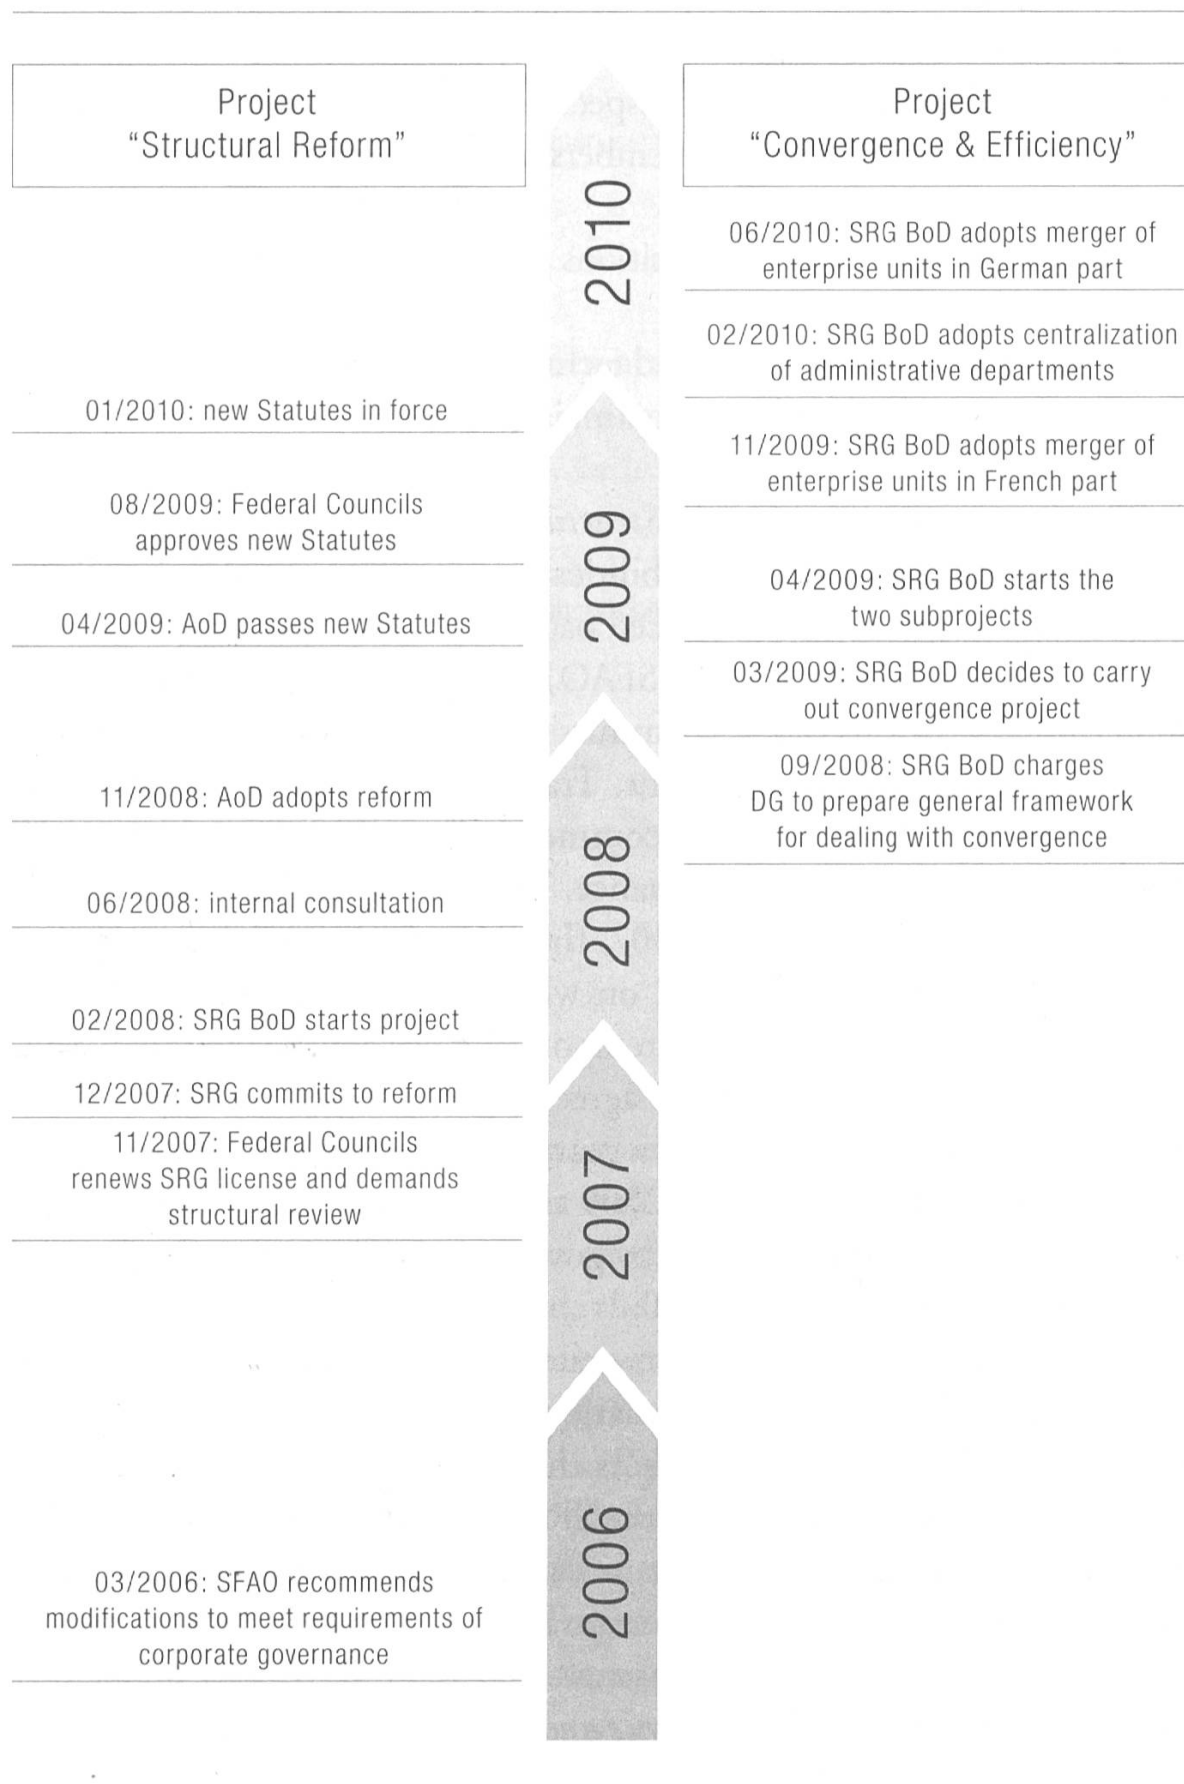 Project
“Structural Reform”
01/2010: new Statutes in force
08/2009: Federal Councils
approves new Statutes
04/2009: AoD passes new Statutes
11/2008: AoD adopts reform
06/2008: internal consultation
02/2008: SRG BoD starts project
12/2007: SRG commits to reform
11/2007: Federal Councils
renews SRG license and demands
structural review
03/2006: SFAO recommends
modifications to meet requirements of
corporate governance
2010
2009
2008
2007
2006
Project
“Convergence & Efficiency”
06/2010: SRG BoD adopts merger of
enterprise units in German part
02/2010: SRG BoD adopts centralization
of administrative departments
11/2009: SRG BoD adopts merger of
enterprise units in French part
04/2009: SRG BoD starts the
two subprojects
03/2009: SRG BoD decides to carry
out convergence project
09/2008: SRG BoD charges
DG to prepare general framework
for dealing with convergence